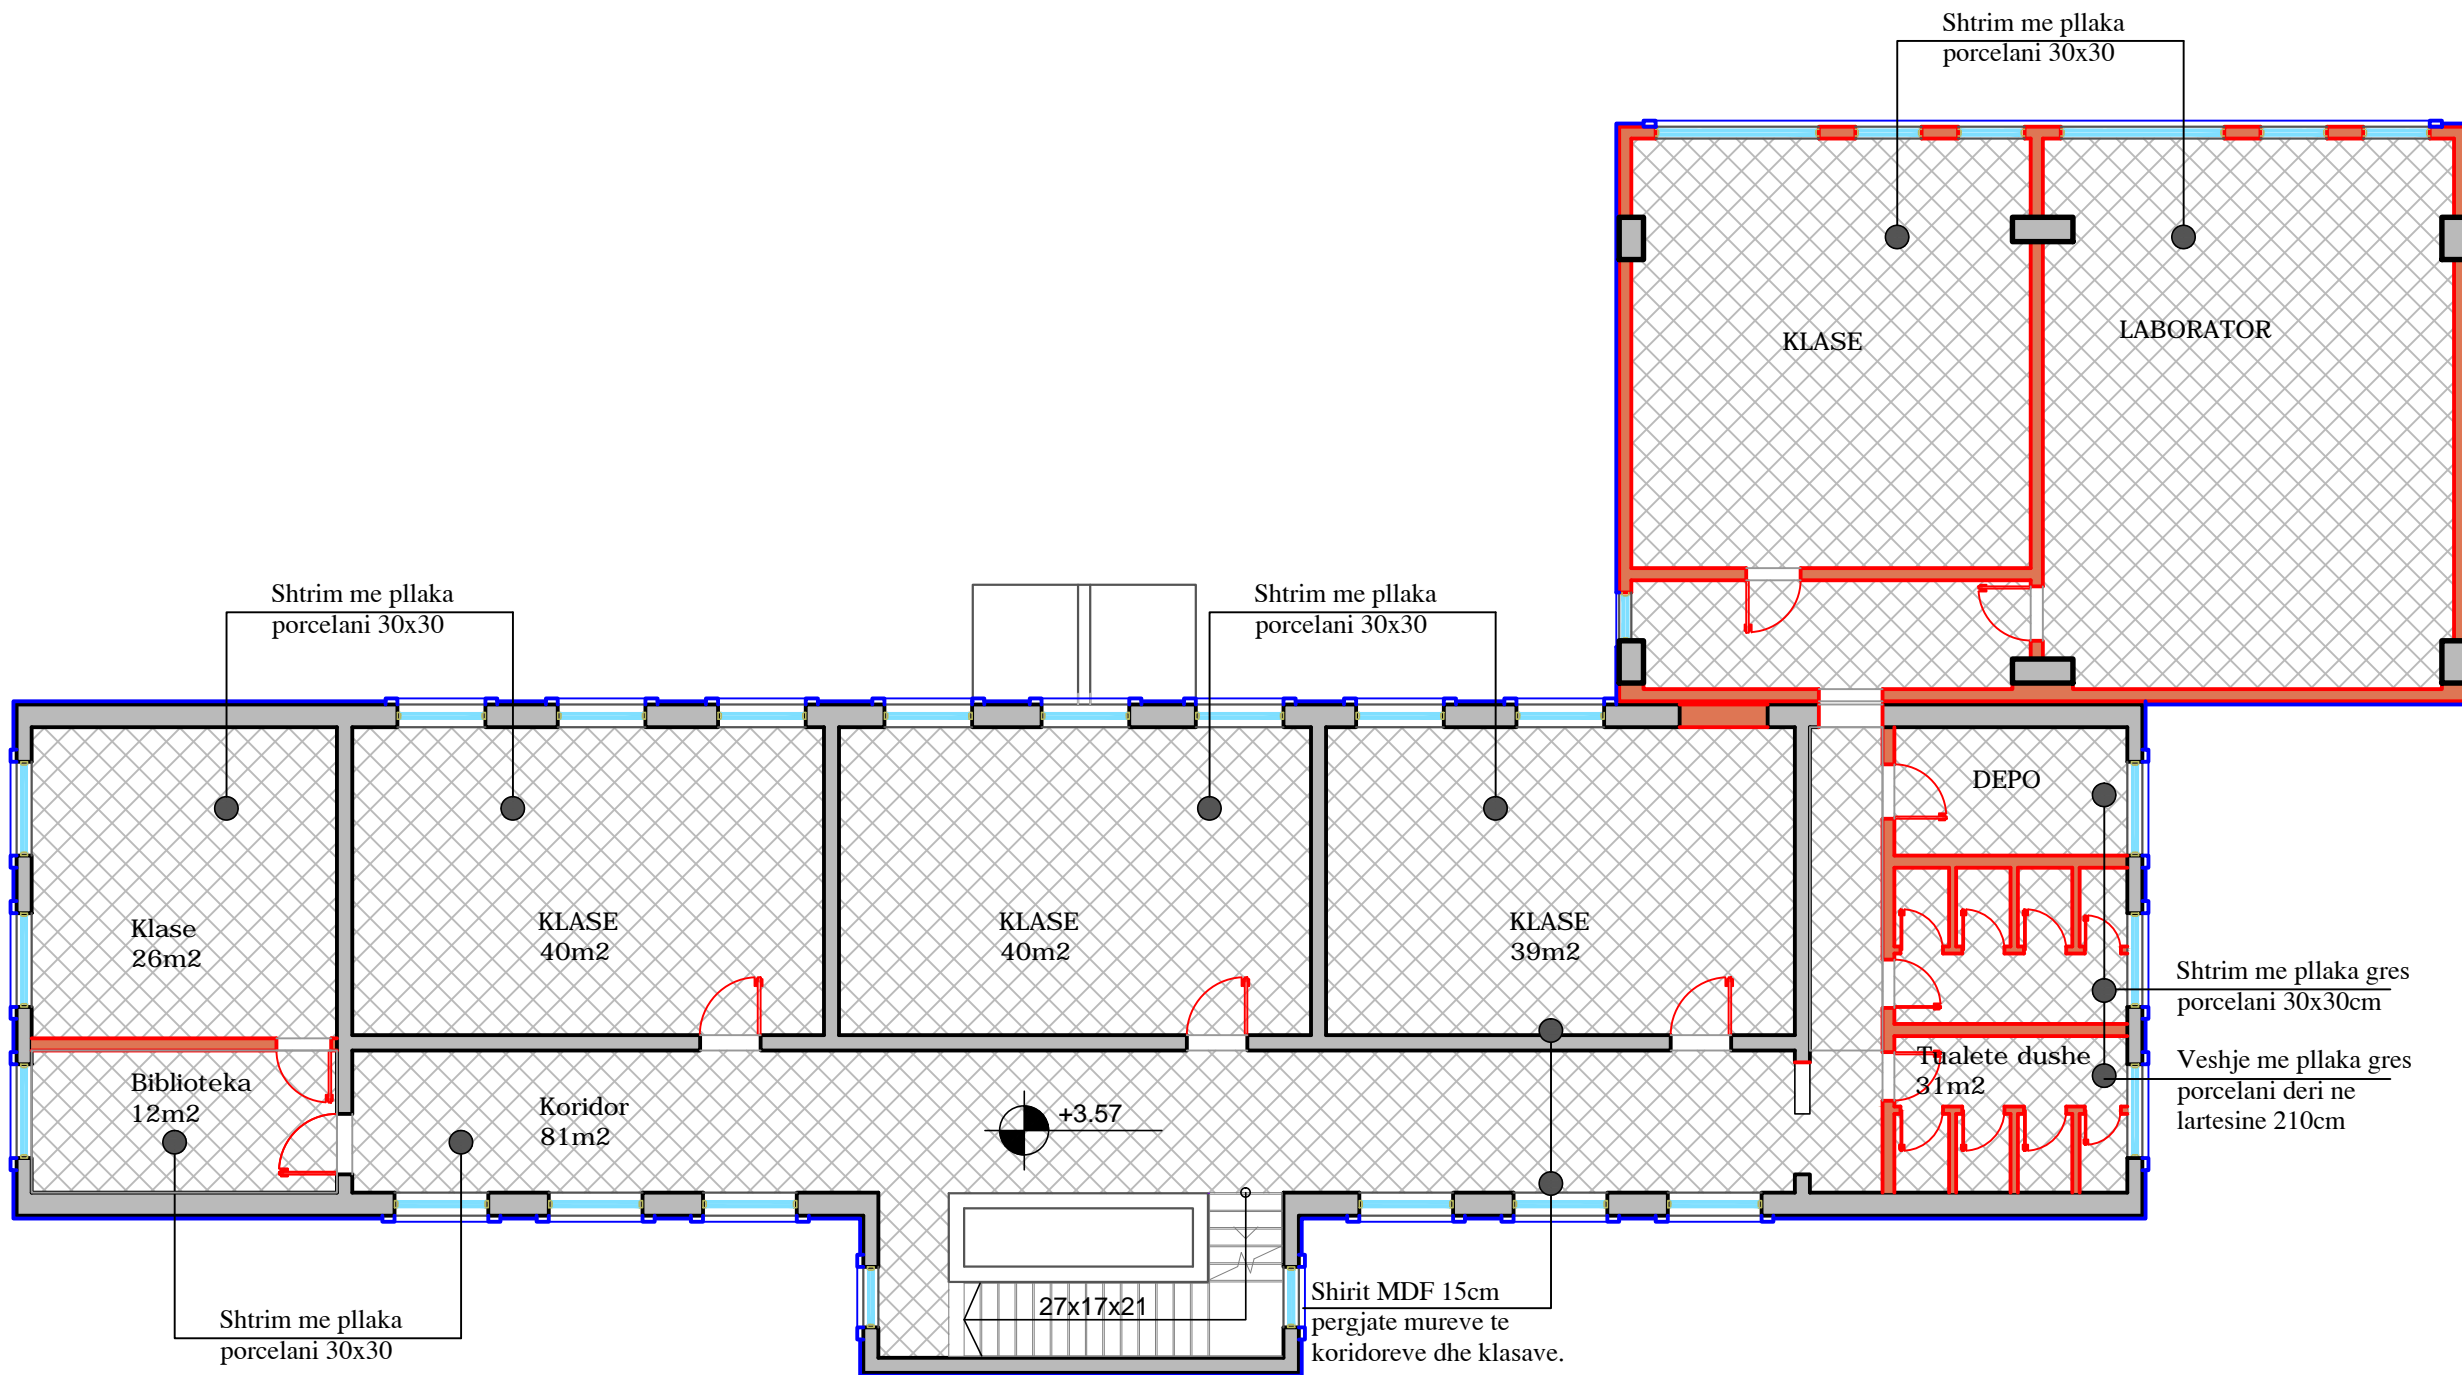 Shtrim me pllaka
porcelani 30x30
KLASE
LABORATOR
Shtrim me pllaka
porcelani 30x30
Shtrim me pllaka
porcelani 30x30
DEPO
Klase
26m2
KLASE
40m2
KLASE
40m2
KLASE
39m2
Shtrim me pllaka gres
porcelani 30x30cm
Biblioteka
12m2
Koridor
81m2
+3.57
Tualete dushe
31m2
Veshje me pllaka gres
porcelani deri ne
lartesine 210cm
27x17x21
Shirit MDF 15cm
pergjate mureve te
koridoreve dhe klasave.
Shtrim me pllaka
porcelani 30x30